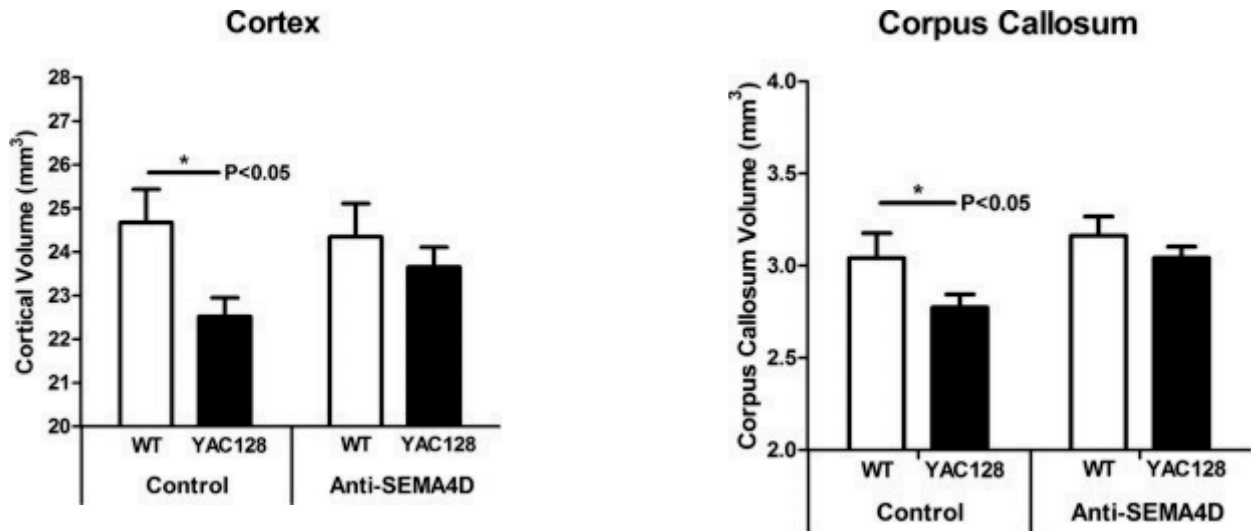 Cortex
Cortical Volume (mm³)
28
27
26
25
24
23
22
21
20
*
P<0.05
WT YAC128 WT YAC128
Control Anti-SEMA4D
Corpus Callosum
Corpus Callosum Volume (mm³)
4.0
3.5
3.0
2.5
2.0
*
P<0.05
WT YAC128 WT YAC128
Control Anti-SEMA4D